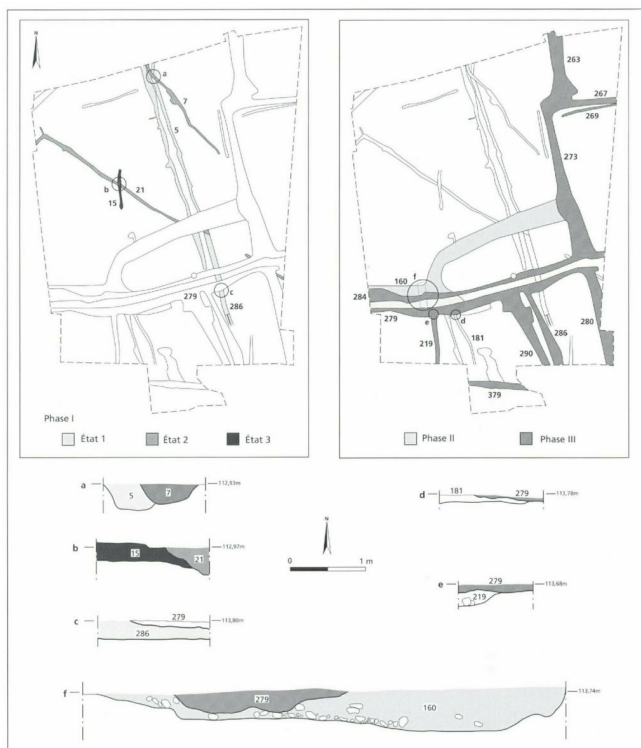 N
a
7
5
b
21
15
c
279
286
Phase I
État 1
État 2
État 3
263
267
269
273
f
160
284
279
e
d
219
181
286
280
290
379
Phase II
Phase III
a
5
7
112,93m
b
15
21
112,97m
c
279
286
113,80m
N
0
1 m
d
181
279
113,78m
e
279
219
113,68m
f
279
160
113,74m